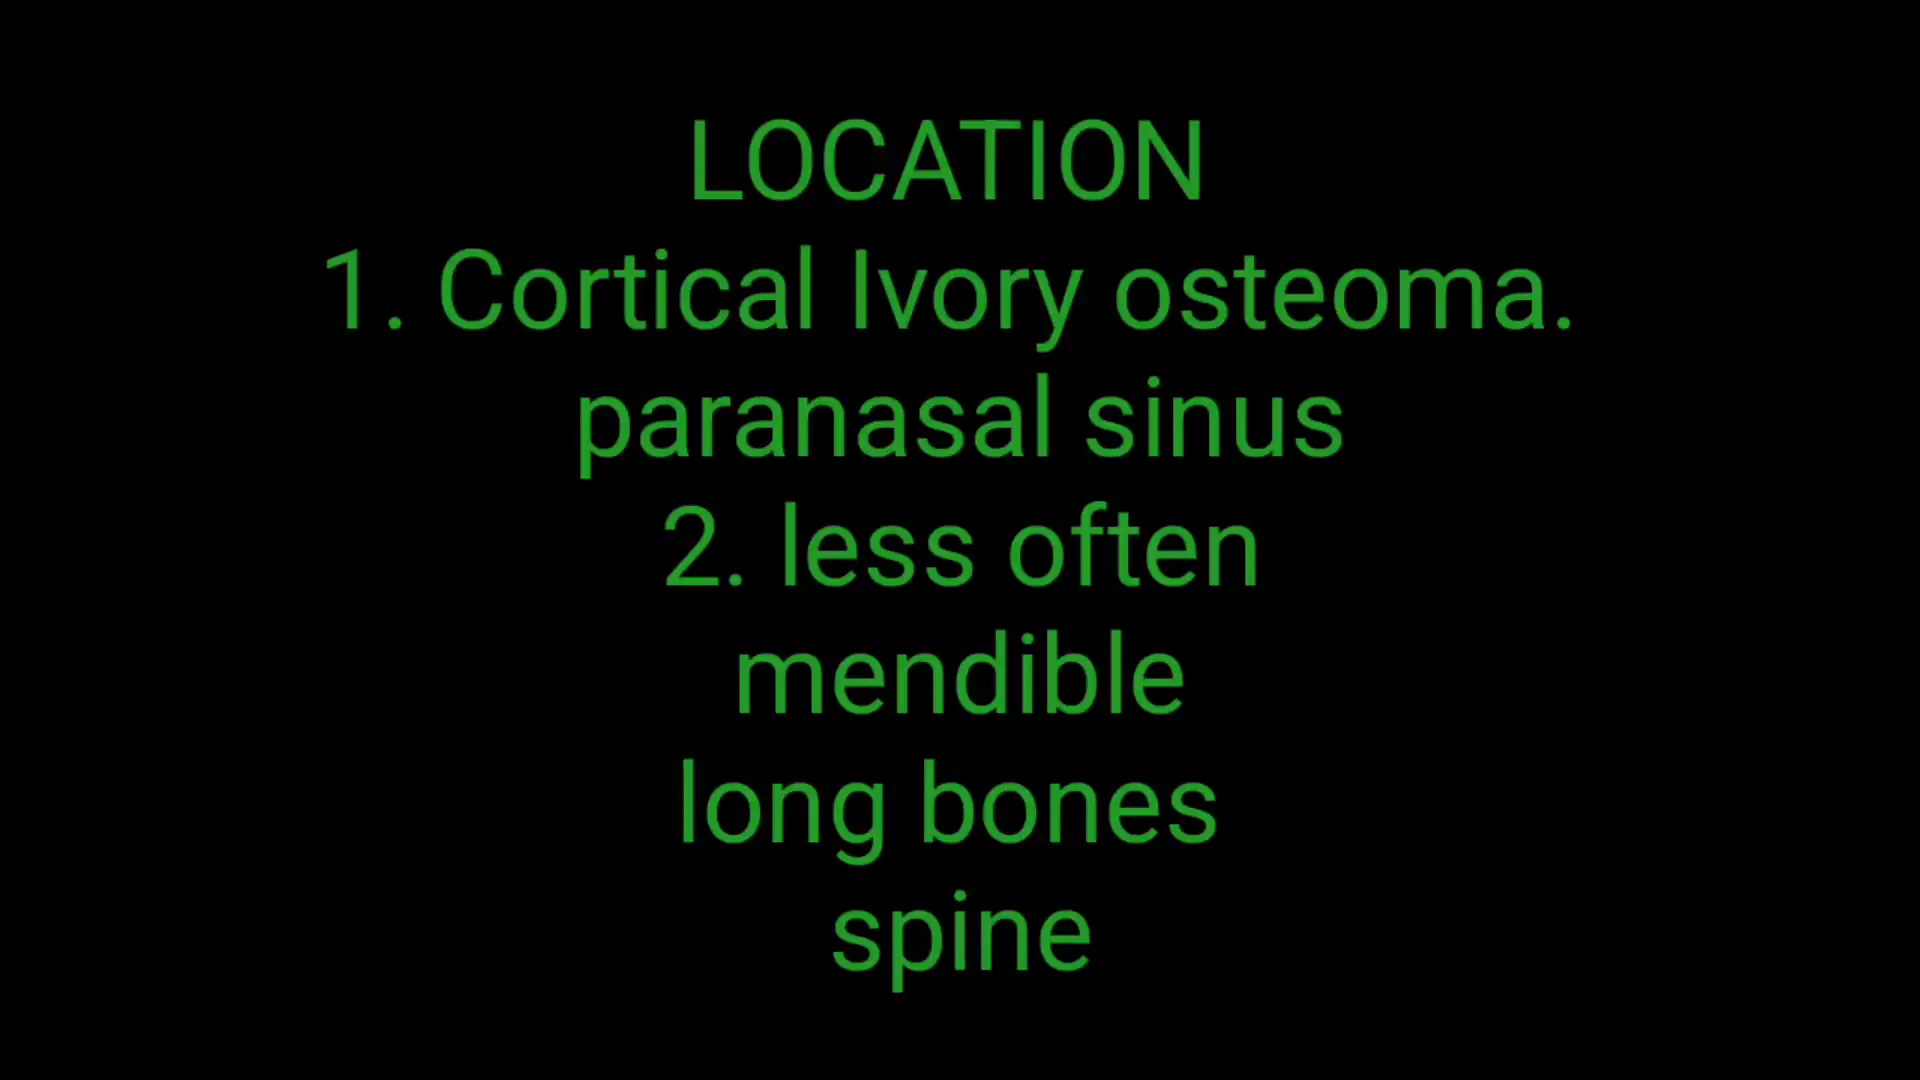 LOCATION
1. Cortical Ivory osteoma.
paranasal sinus
2. less often
mendible
long bones
spine